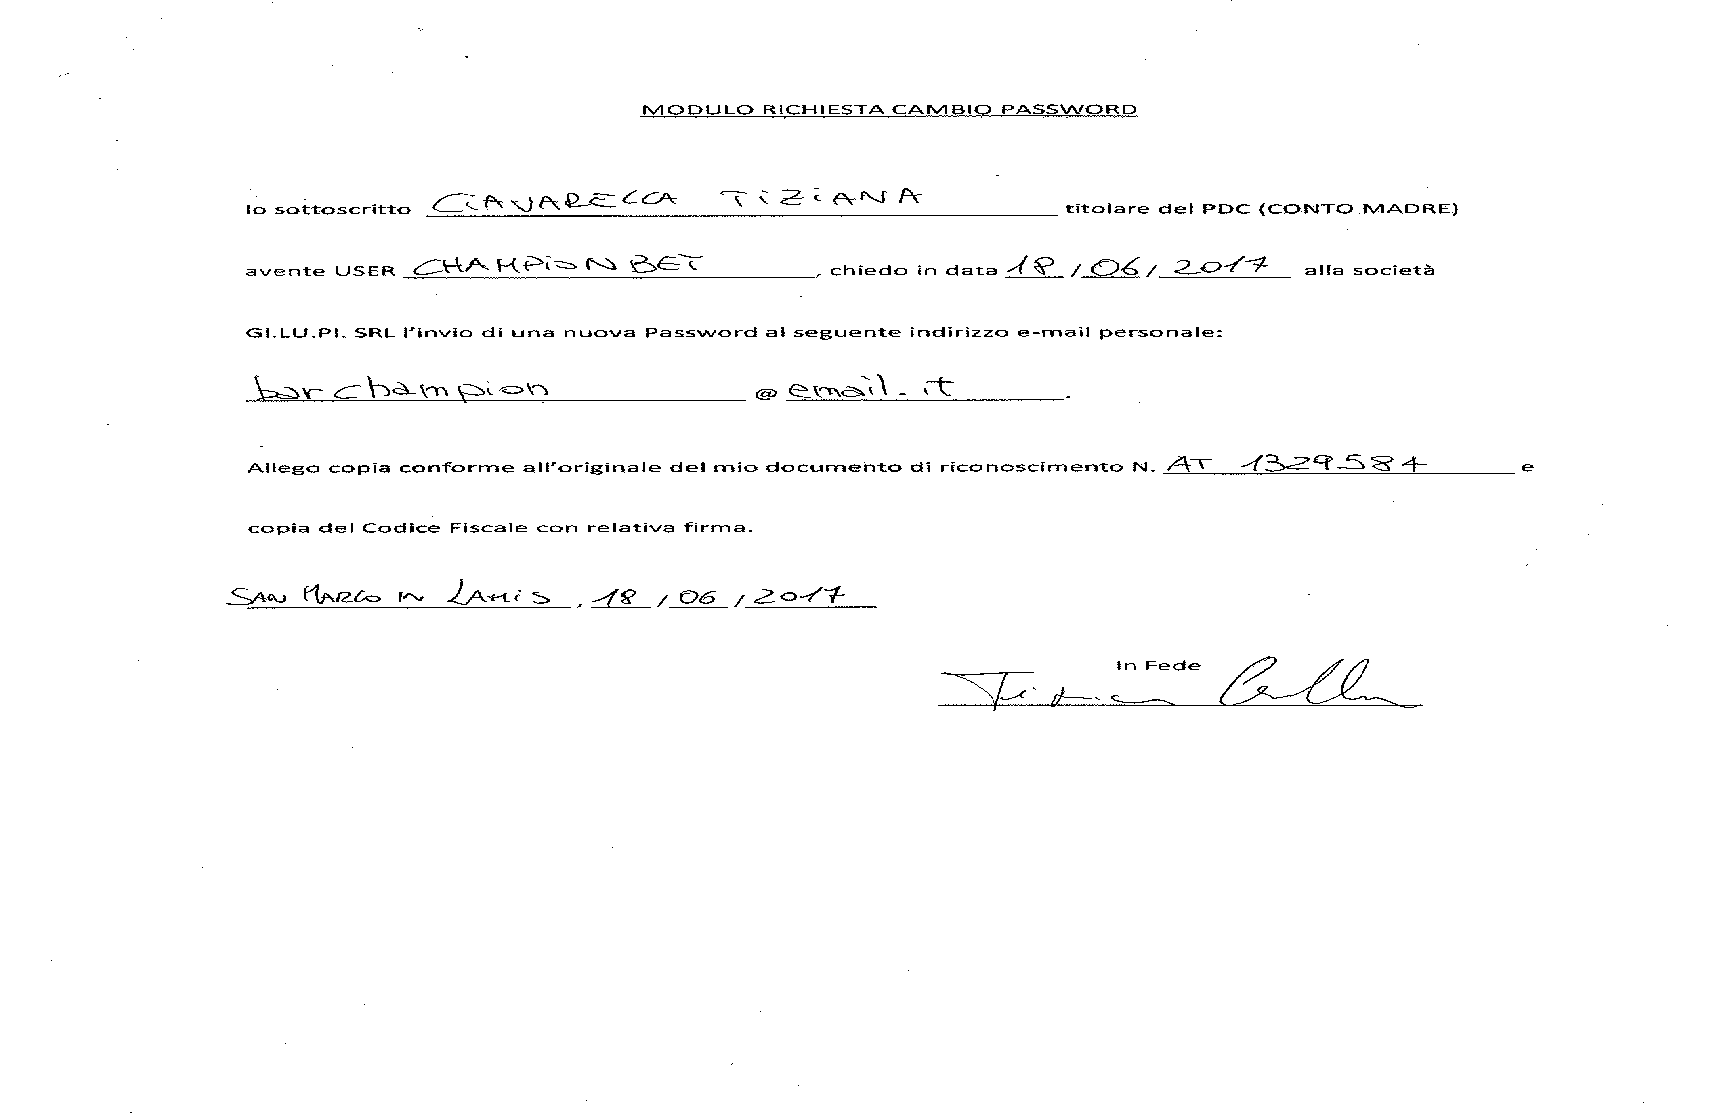 MODULO RICHIESTA CAMBIO PASSWORD
Io sottoscritto CIAVARELLA TIZIANA titolare del PDC (CONTO MADRE)
avente USER CHAMPIONBET, chiedo in data 18/06/2017 alla società
GI.LU.PI. SRL l'invio di una nuova Password al seguente indirizzo e-mail personale:
barchampion @ email.it.
Allego copia conforme all'originale del mio documento di riconoscimento N. AT 1329584 e
copia del Codice Fiscale con relativa firma.
SAN MARCO IN LAMIS, 18/06/2017
In Fede